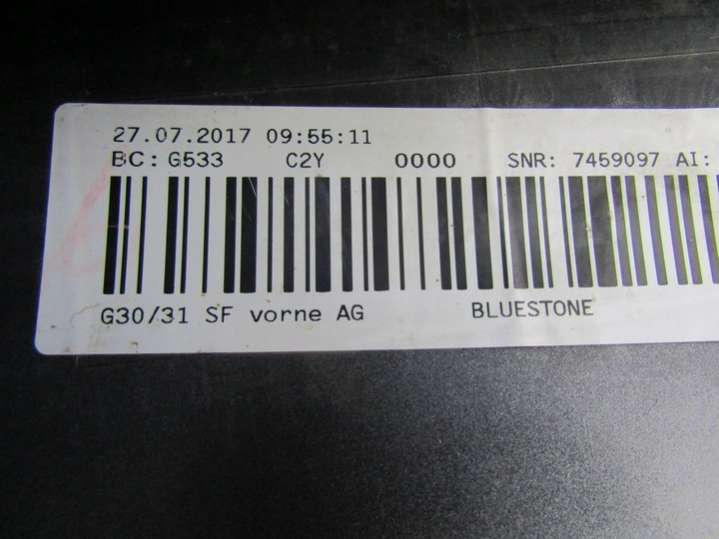 27.07.2017 09:55:11
BC: G533 C2Y 0000 SNR: 7459097 AI:
G30/31 SF vorne AG BLUESTONE